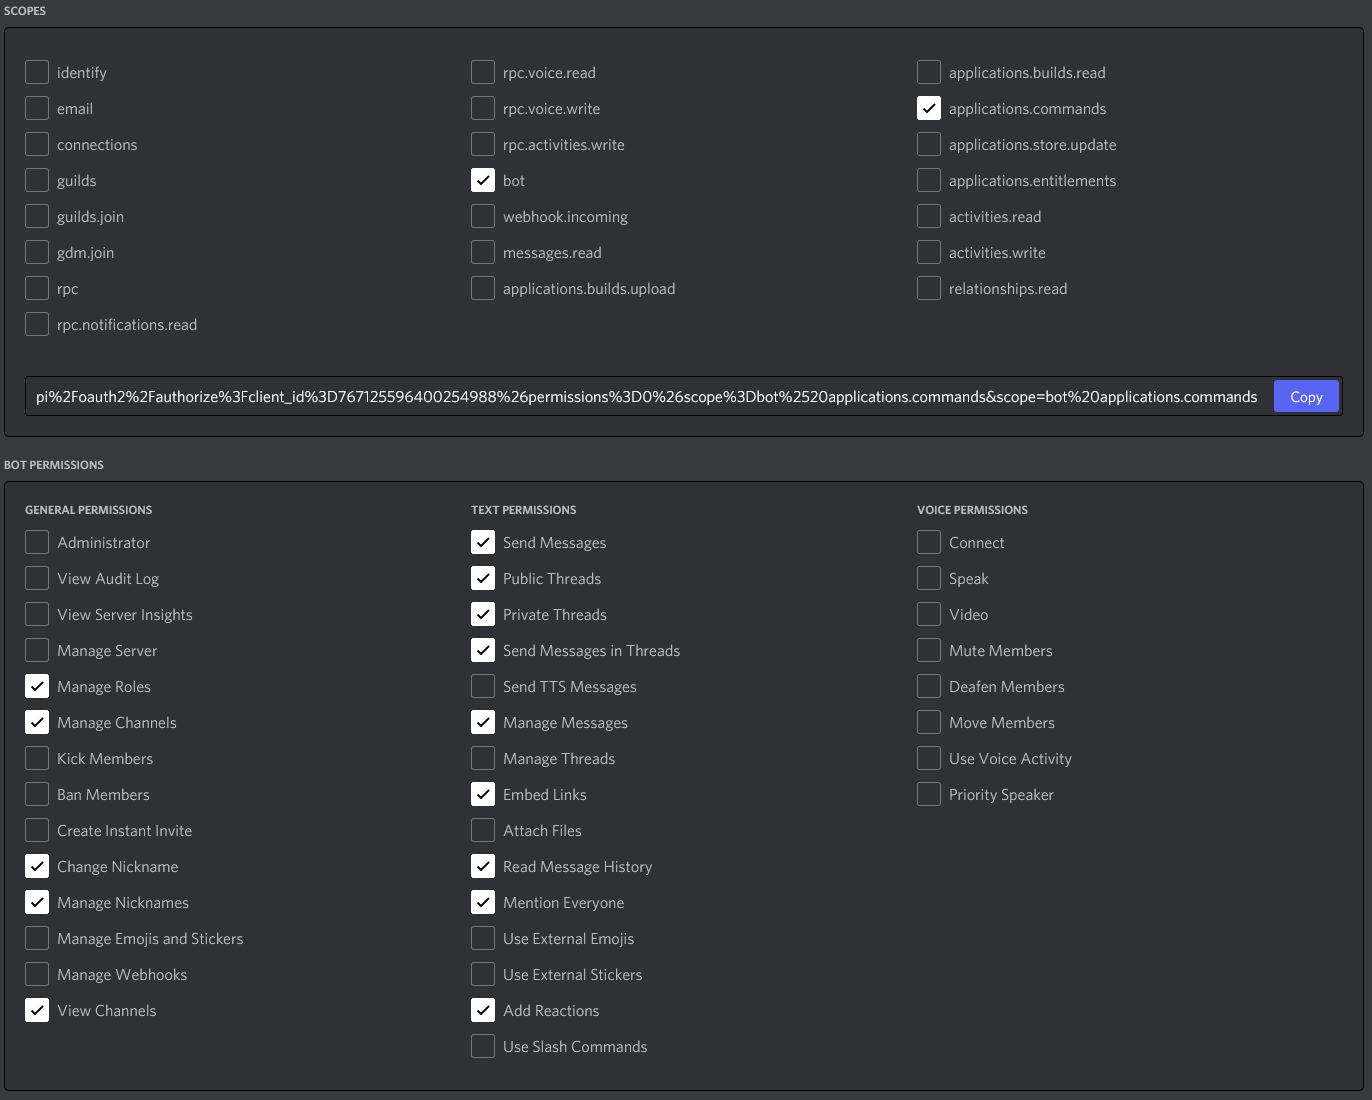 SCOPES
identify
email
connections
guilds
guilds.join
gdm.join
rpc
rpc.notifications.read
rpc.voice.read
rpc.voice.write
rpc.activities.write
bot
webhook.incoming
messages.read
applications.builds.upload
applications.builds.read
applications.commands
applications.store.update
applications.entitlements
activities.read
activities.write
relationships.read
pi%2Foauth2%2Fauthorize%3Fclient_id%3D767125596400254988%26permissions%3D0%26scope%3Dbot%2520applications.commands&scope=bot%20applications.commands
Copy
BOT PERMISSIONS
GENERAL PERMISSIONS
Administrator
View Audit Log
View Server Insights
Manage Server
Manage Roles
Manage Channels
Kick Members
Ban Members
Create Instant Invite
Change Nickname
Manage Nicknames
Manage Emojis and Stickers
Manage Webhooks
View Channels
TEXT PERMISSIONS
Send Messages
Public Threads
Private Threads
Send Messages in Threads
Send TTS Messages
Manage Messages
Manage Threads
Embed Links
Attach Files
Read Message History
Mention Everyone
Use External Emojis
Use External Stickers
Add Reactions
Use Slash Commands
VOICE PERMISSIONS
Connect
Speak
Video
Mute Members
Deafen Members
Move Members
Use Voice Activity
Priority Speaker